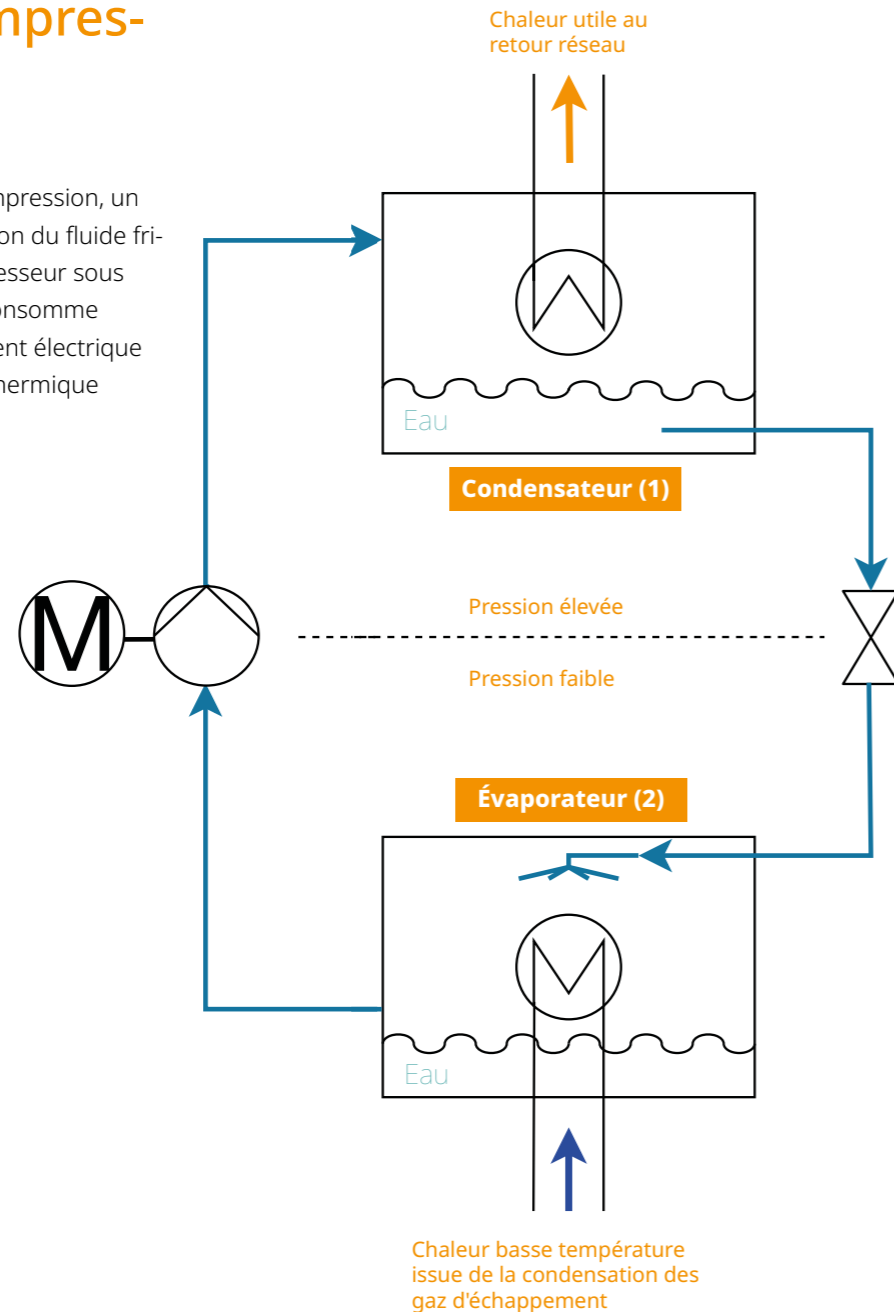 mpres-
mpression, un
on du fluide fri-
esseur sous
onsomme
ent électrique
hermique
Chaleur utile au
retour réseau
Eau
Condensateur (1)
M
Pression élevée
Pression faible
Évaporateur (2)
Eau
Chaleur basse température
issue de la condensation des
gaz d'échappement